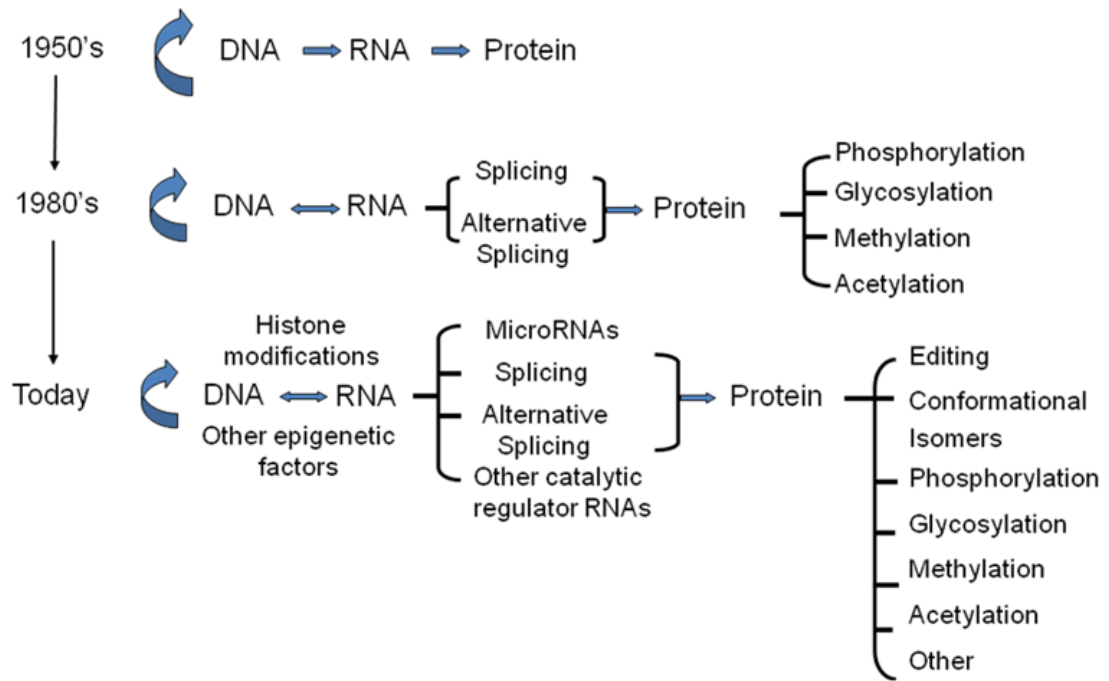 1950's
DNA
RNA
Protein
1980's
DNA
RNA
Splicing
Alternative
Splicing
Protein
Phosphorylation
Glycosylation
Methylation
Acetylation
Today
Histone
modifications
DNA
RNA
Other epigenetic
factors
MicroRNAs
Splicing
Alternative
Splicing
Other catalytic
regulator RNAs
Protein
Editing
Conformational
Isomers
Phosphorylation
Glycosylation
Methylation
Acetylation
Other